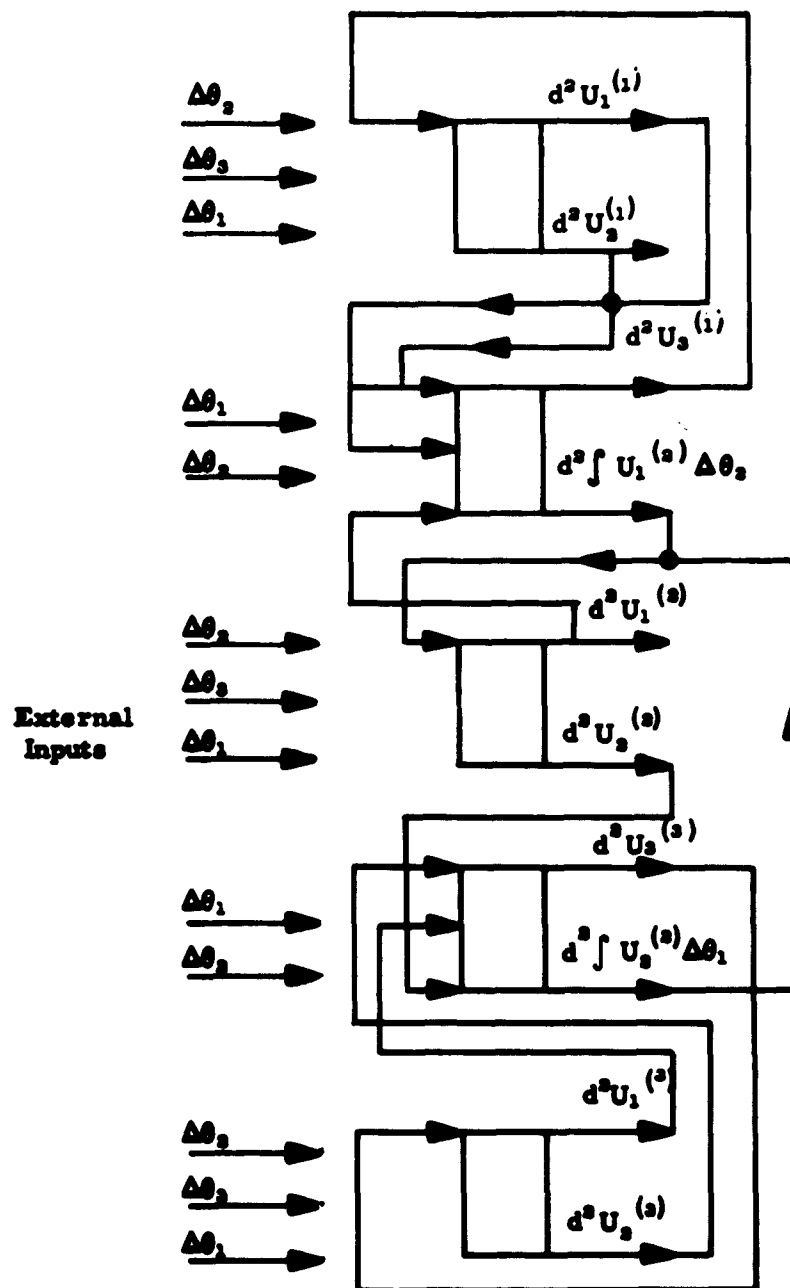 Δθ₂
d²U₁⁽¹⁾
Δθ₃
Δθ₁
d²U₂⁽¹⁾
d²U₃⁽¹⁾
Δθ₁
Δθ₂
d²∫U₁⁽²⁾Δθ₂
d²U₁⁽²⁾
Δθ₂
Δθ₃
External
Inputs
Δθ₁
d²U₂⁽²⁾
d²U₃⁽³⁾
Δθ₁
Δθ₂
d²∫U₂⁽²⁾Δθ₁
d²U₁⁽³⁾
Δθ₂
Δθ₃
d²U₂⁽³⁾
Δθ₁